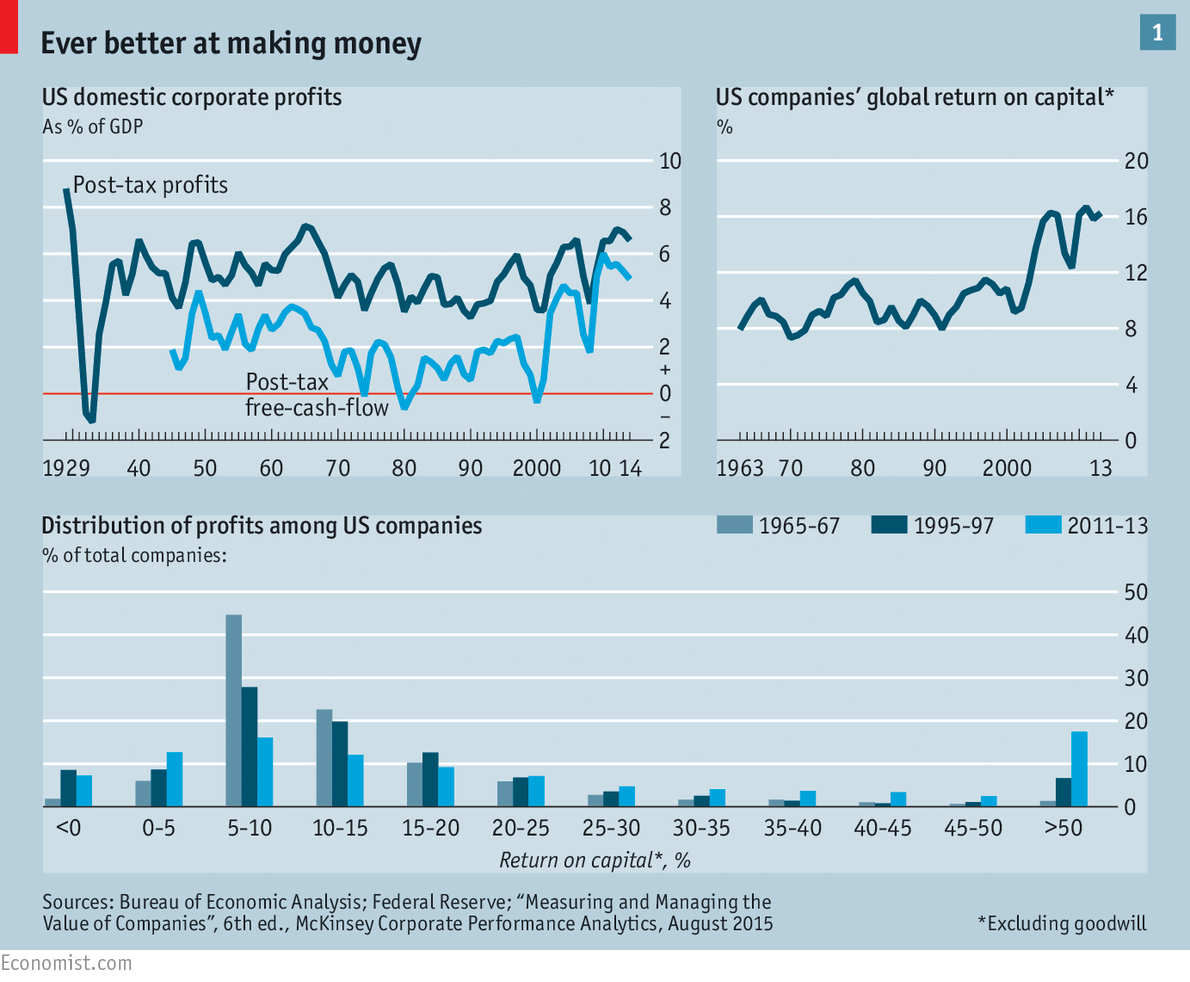 Ever better at making money
1
US domestic corporate profits
As % of GDP
Post-tax profits
Post-tax
free-cash-flow
10
8
6
4
2
+
0
–
2
1929 40 50 60 70 80 90 2000 10 14
US companies’ global return on capital*
%
20
16
12
8
4
0
1963 70 80 90 2000 13
Distribution of profits among US companies
% of total companies:
1965-67 1995-97 2011-13
50
40
30
20
10
0
<0 0-5 5-10 10-15 15-20 20-25 25-30 30-35 35-40 40-45 45-50 >50
Return on capital*, %
Sources: Bureau of Economic Analysis; Federal Reserve; “Measuring and Managing the
Value of Companies”, 6th ed., McKinsey Corporate Performance Analytics, August 2015
*Excluding goodwill
Economist.com